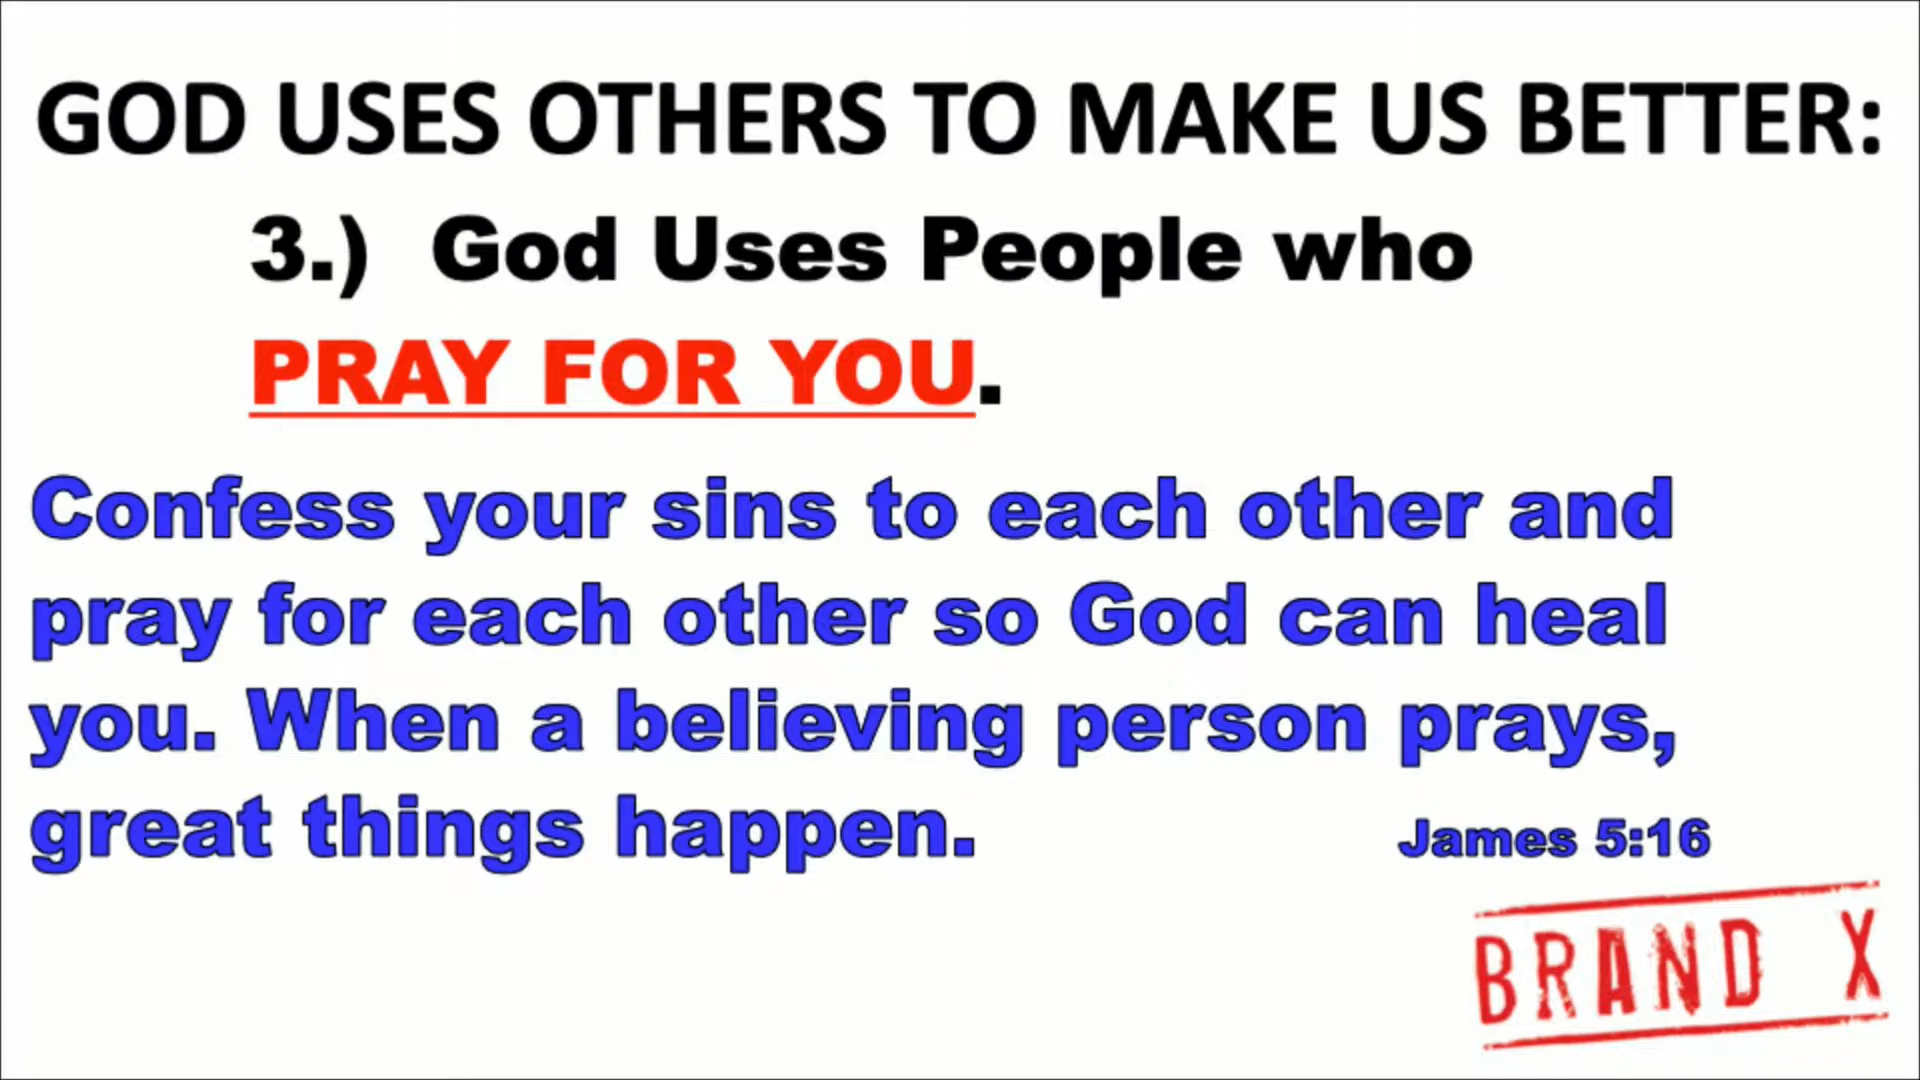 GOD USES OTHERS TO MAKE US BETTER:
3.) God Uses People who
PRAY FOR YOU.
Confess your sins to each other and
pray for each other so God can heal
you. When a believing person prays,
great things happen.
James 5:16
BRAND X